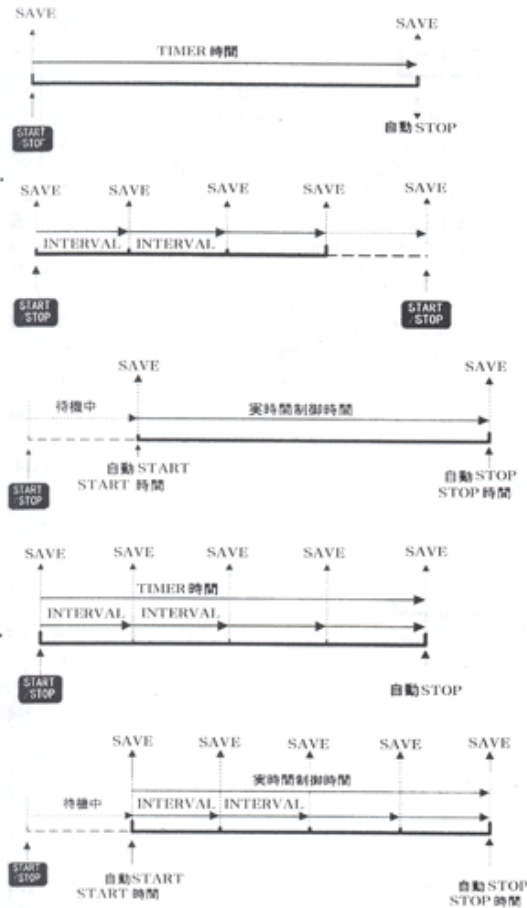 SAVE SAVE
TIMER 時間
START
/STOP
自動 STOP
SAVE SAVE SAVE SAVE SAVE
INTERVAL INTERVAL
START
/STOP
START
/STOP
SAVE SAVE
待機中 実時間制御時間
自動 START
START 時間
自動 STOP
STOP 時間
START
/STOP
SAVE SAVE SAVE SAVE SAVE
TIMER 時間
INTERVAL INTERVAL
START
/STOP
自動 STOP
SAVE SAVE SAVE SAVE SAVE
実時間制御時間
待機中 INTERVAL INTERVAL
START
/STOP
自動START
START 時間
自動 STOP
STOP 時間